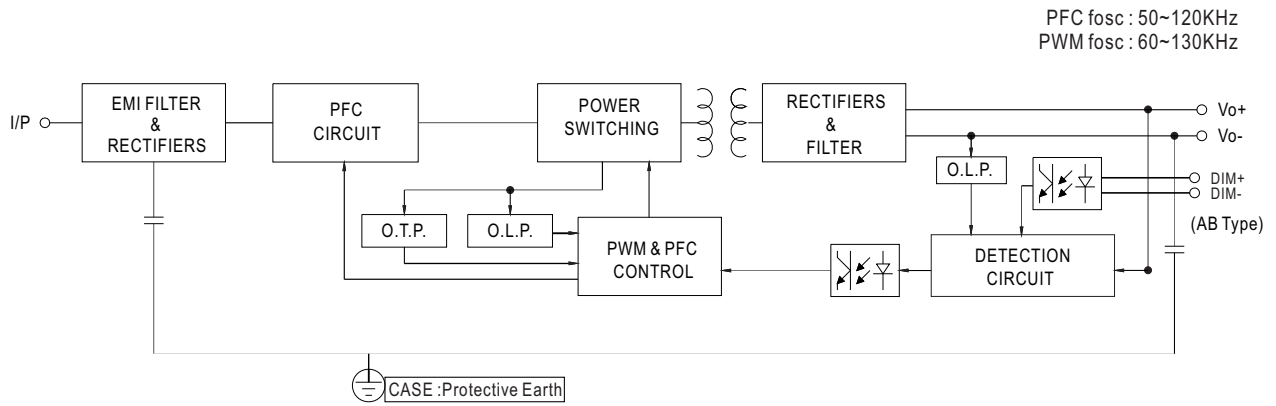 PFC fosc : 50~120KHz
PWM fosc : 60~130KHz
I/P
EMI FILTER
&
RECTIFIERS
PFC
CIRCUIT
POWER
SWITCHING
RECTIFIERS
&
FILTER
Vo+
Vo-
O.L.P.
DIM+
DIM-
(AB Type)
O.T.P.
O.L.P.
PWM & PFC
CONTROL
DETECTION
CIRCUIT
CASE :Protective Earth